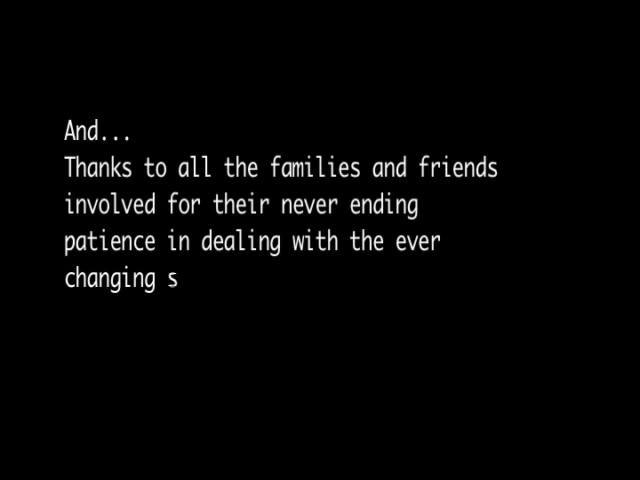 And...
Thanks to all the families and friends
involved for their never ending
patience in dealing with the ever
changing s